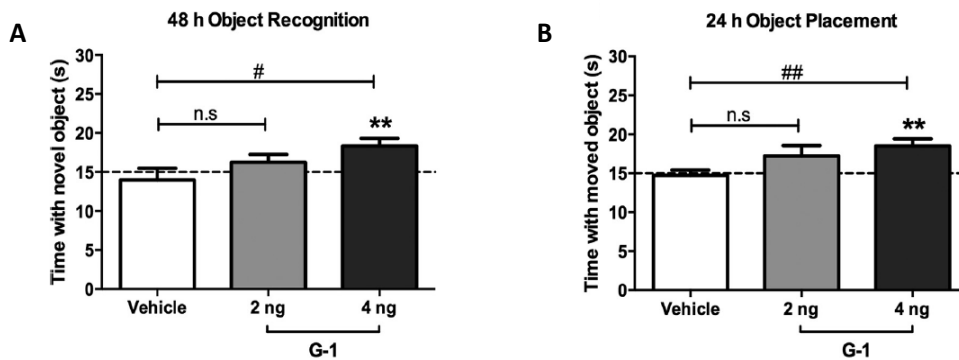 A
48 h Object Recognition
Time with novel object (s)
30
25
20
15
10
5
0
#
n.s
**
Vehicle
2 ng
4 ng
G-1
B
24 h Object Placement
Time with moved object (s)
30
25
20
15
10
5
0
##
n.s
**
Vehicle
2 ng
4 ng
G-1